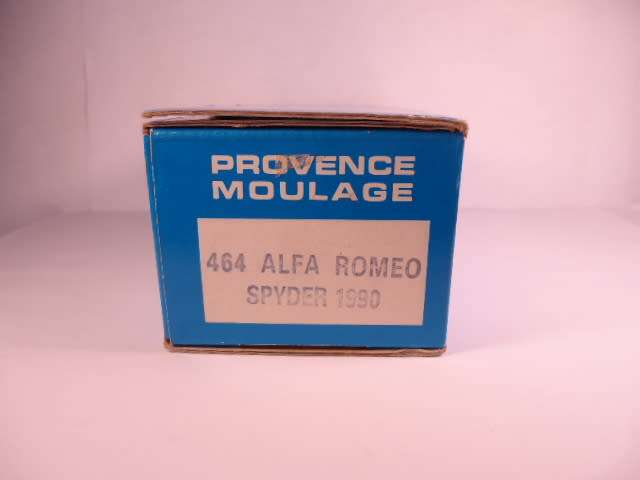 PROVENCE
MOULAGE
464 ALFA ROMEO
SPYDER 1990